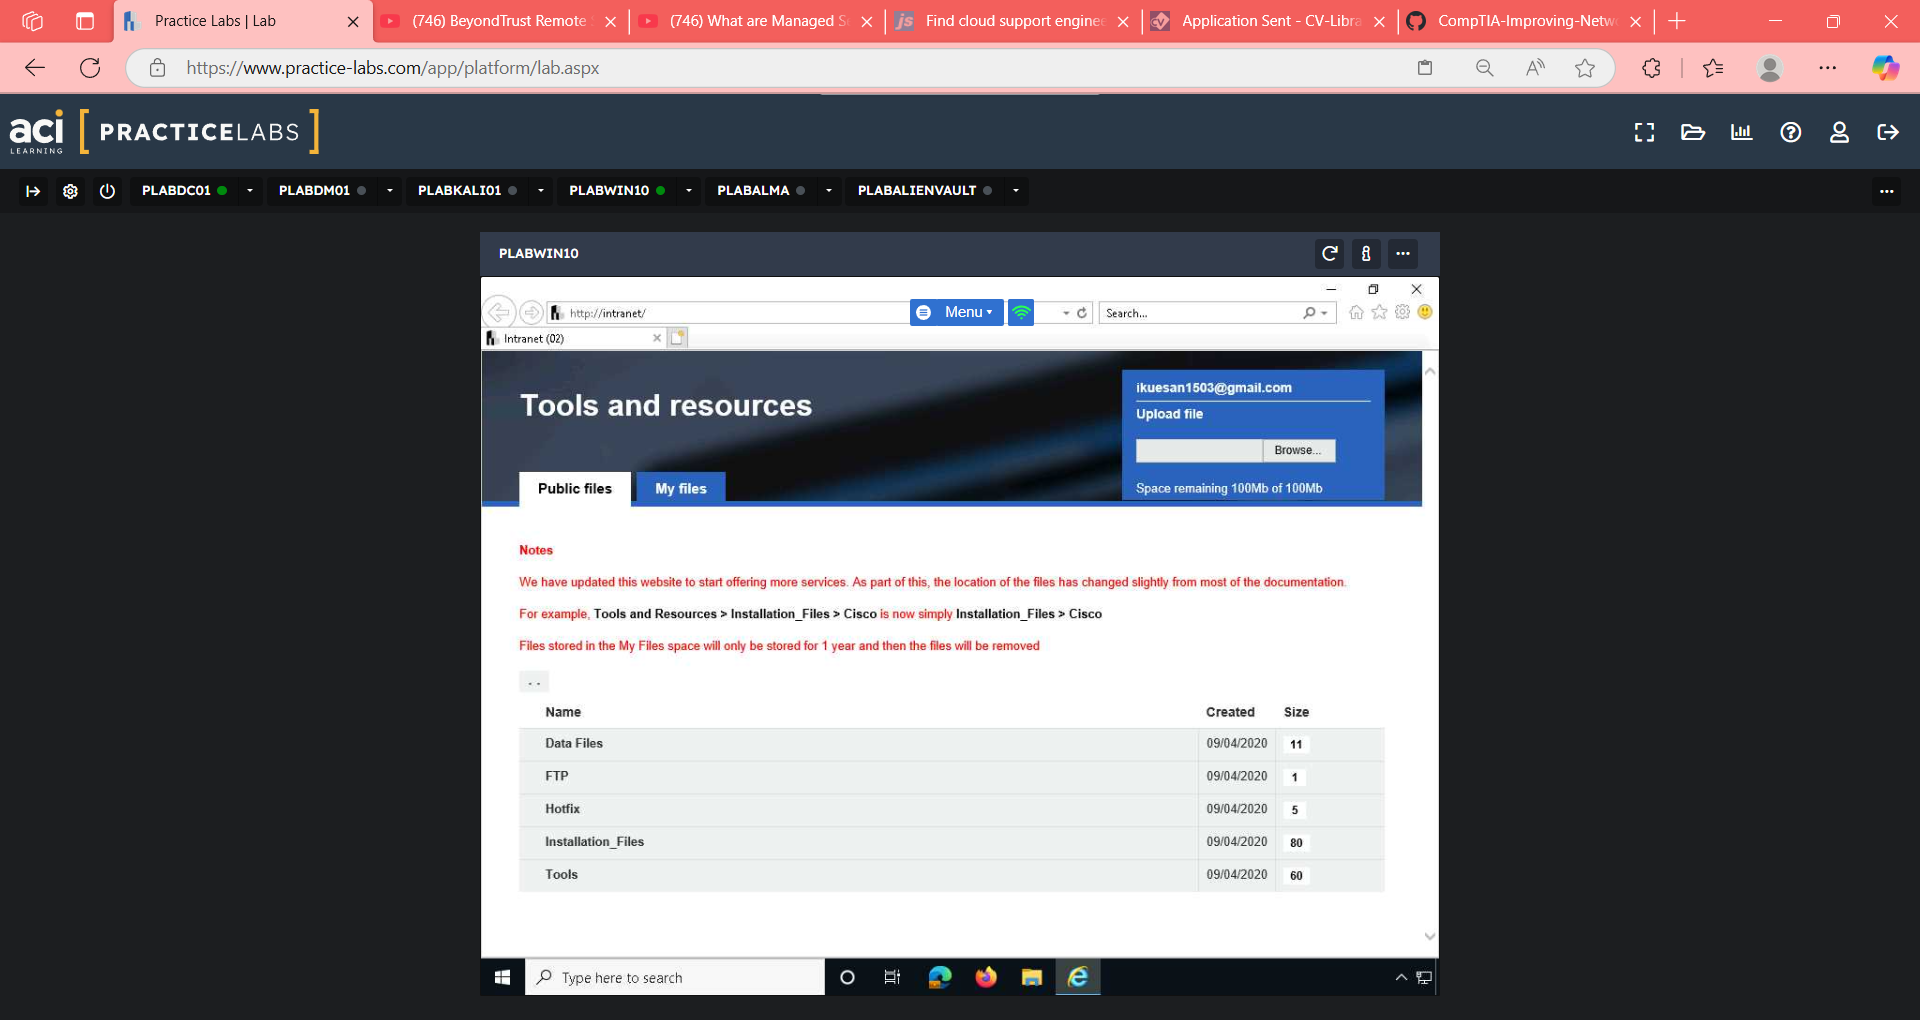 Practice Labs | Lab
(746) BeyondTrust Remote
(746) What are Managed S
Find cloud support enginee
Application Sent - CV-Libra
CompTIA-Improving-Netwo
https://www.practice-labs.com/app/platform/lab.aspx
aci LEARNING [ PRACTICELABS ]
PLABDC01 PLABDM01 PLABKALI01 PLABWIN10 PLABALMA PLABALIENVAULT
PLABWIN10
http://intranet/ Menu Search...
Intranet (02)
Tools and resources
ikuesan1503@gmail.com
Upload file
Browse...
Space remaining 100Mb of 100Mb
Public files My files
Notes
We have updated this website to start offering more services. As part of this, the location of the files has changed slightly from most of the documentation.
For example, Tools and Resources > Installation_Files > Cisco is now simply Installation_Files > Cisco
Files stored in the My Files space will only be stored for 1 year and then the files will be removed
. .
Name Created Size
Data Files 09/04/2020 11
FTP 09/04/2020 1
Hotfix 09/04/2020 5
Installation_Files 09/04/2020 80
Tools 09/04/2020 60
Type here to search